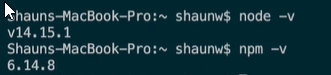 Shauns-MacBook-Pro:~ shaunw$ node -v
v14.15.1
Shauns-MacBook-Pro:~ shaunw$ npm -v
6.14.8